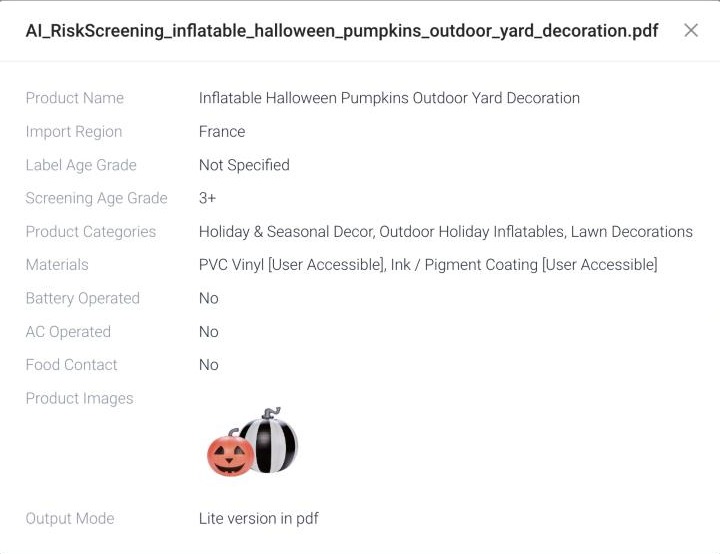 AI_RiskScreening_inflatable_halloween_pumpkins_outdoor_yard_decoration.pdf
Product Name Inflatable Halloween Pumpkins Outdoor Yard Decoration
Import Region France
Label Age Grade Not Specified
Screening Age Grade 3+
Product Categories Holiday & Seasonal Decor, Outdoor Holiday Inflatables, Lawn Decorations
Materials PVC Vinyl [User Accessible], Ink / Pigment Coating [User Accessible]
Battery Operated No
AC Operated No
Food Contact No
Product Images
Output Mode Lite version in pdf